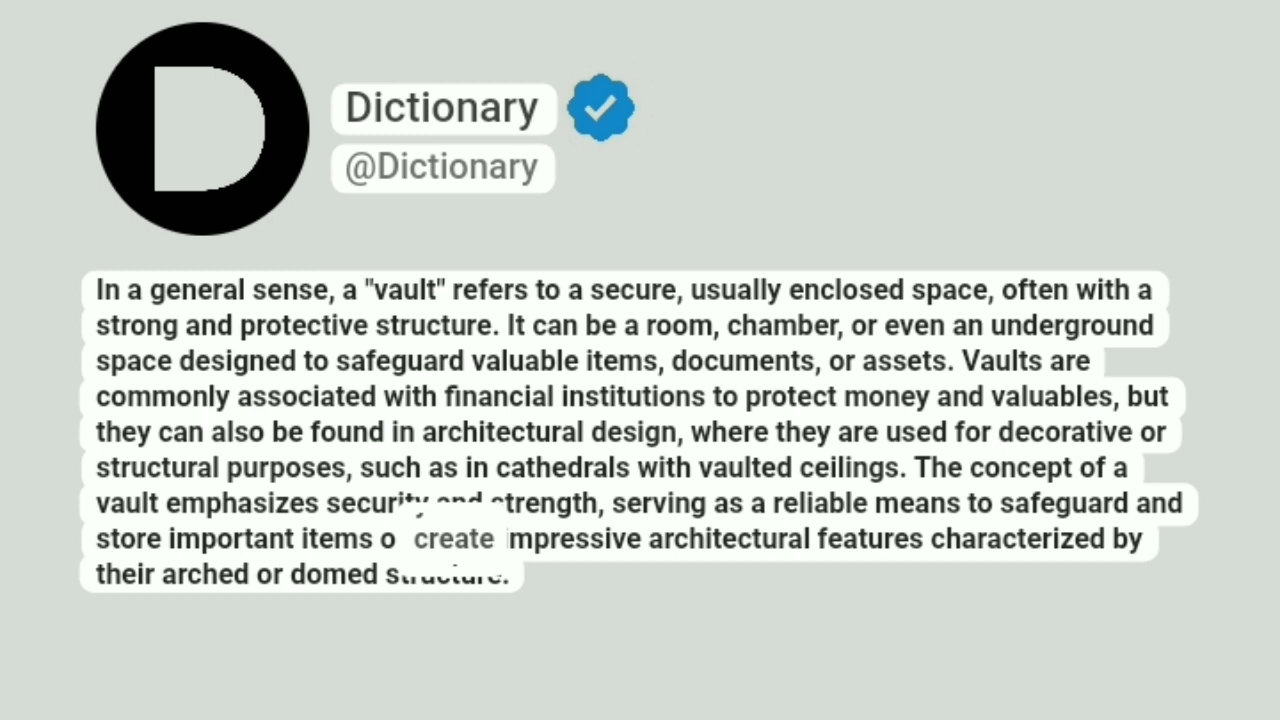 D
Dictionary
@Dictionary
In a general sense, a "vault" refers to a secure, usually enclosed space, often with a
strong and protective structure. It can be a room, chamber, or even an underground
space designed to safeguard valuable items, documents, or assets. Vaults are
commonly associated with financial institutions to protect money and valuables, but
they can also be found in architectural design, where they are used for decorative or
structural purposes, such as in cathedrals with vaulted ceilings. The concept of a
vault emphasizes security and strength, serving as a reliable means to safeguard and
store important items o create impressive architectural features characterized by
their arched or domed structure.